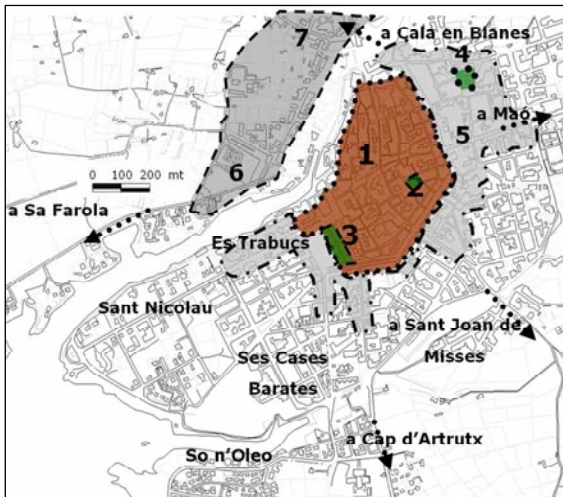 7
a Cala en Blanes
4
a Maó
5
1
2
6
0 100 200 mt
a Sa Farola
3
Es Trabucs
Sant Nicolau
a Sant Joan de
Misses
Ses Cases
Barates
a Cap d'Artrutx
So n'Oleo